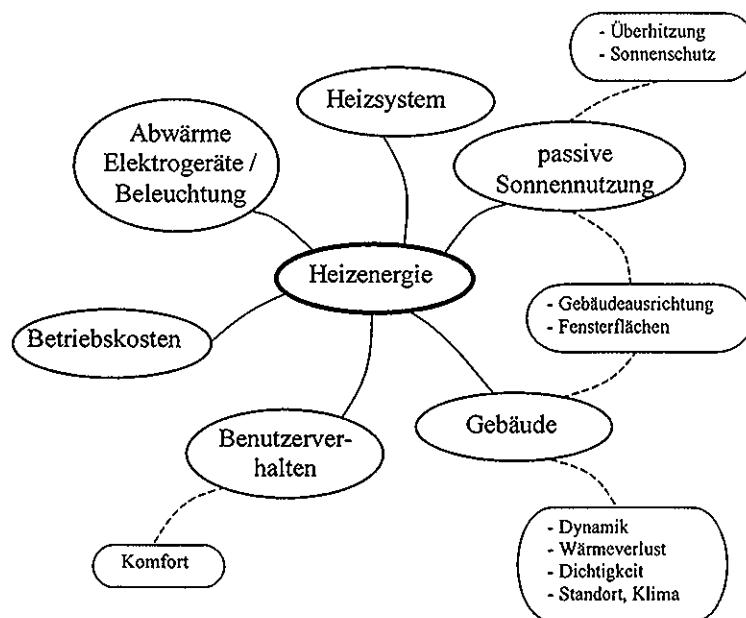 - Überhitzung
- Sonnenschutz
Heizsystem
Abwärme
Elektrogeräte /
Beleuchtung
passive
Sonnennutzung
Heizenergie
- Gebäudeausrichtung
- Fensterflächen
Betriebskosten
Gebäude
Benutzerver-
halten
Komfort
- Dynamik
- Wärmeverlust
- Dichtigkeit
- Standort, Klima